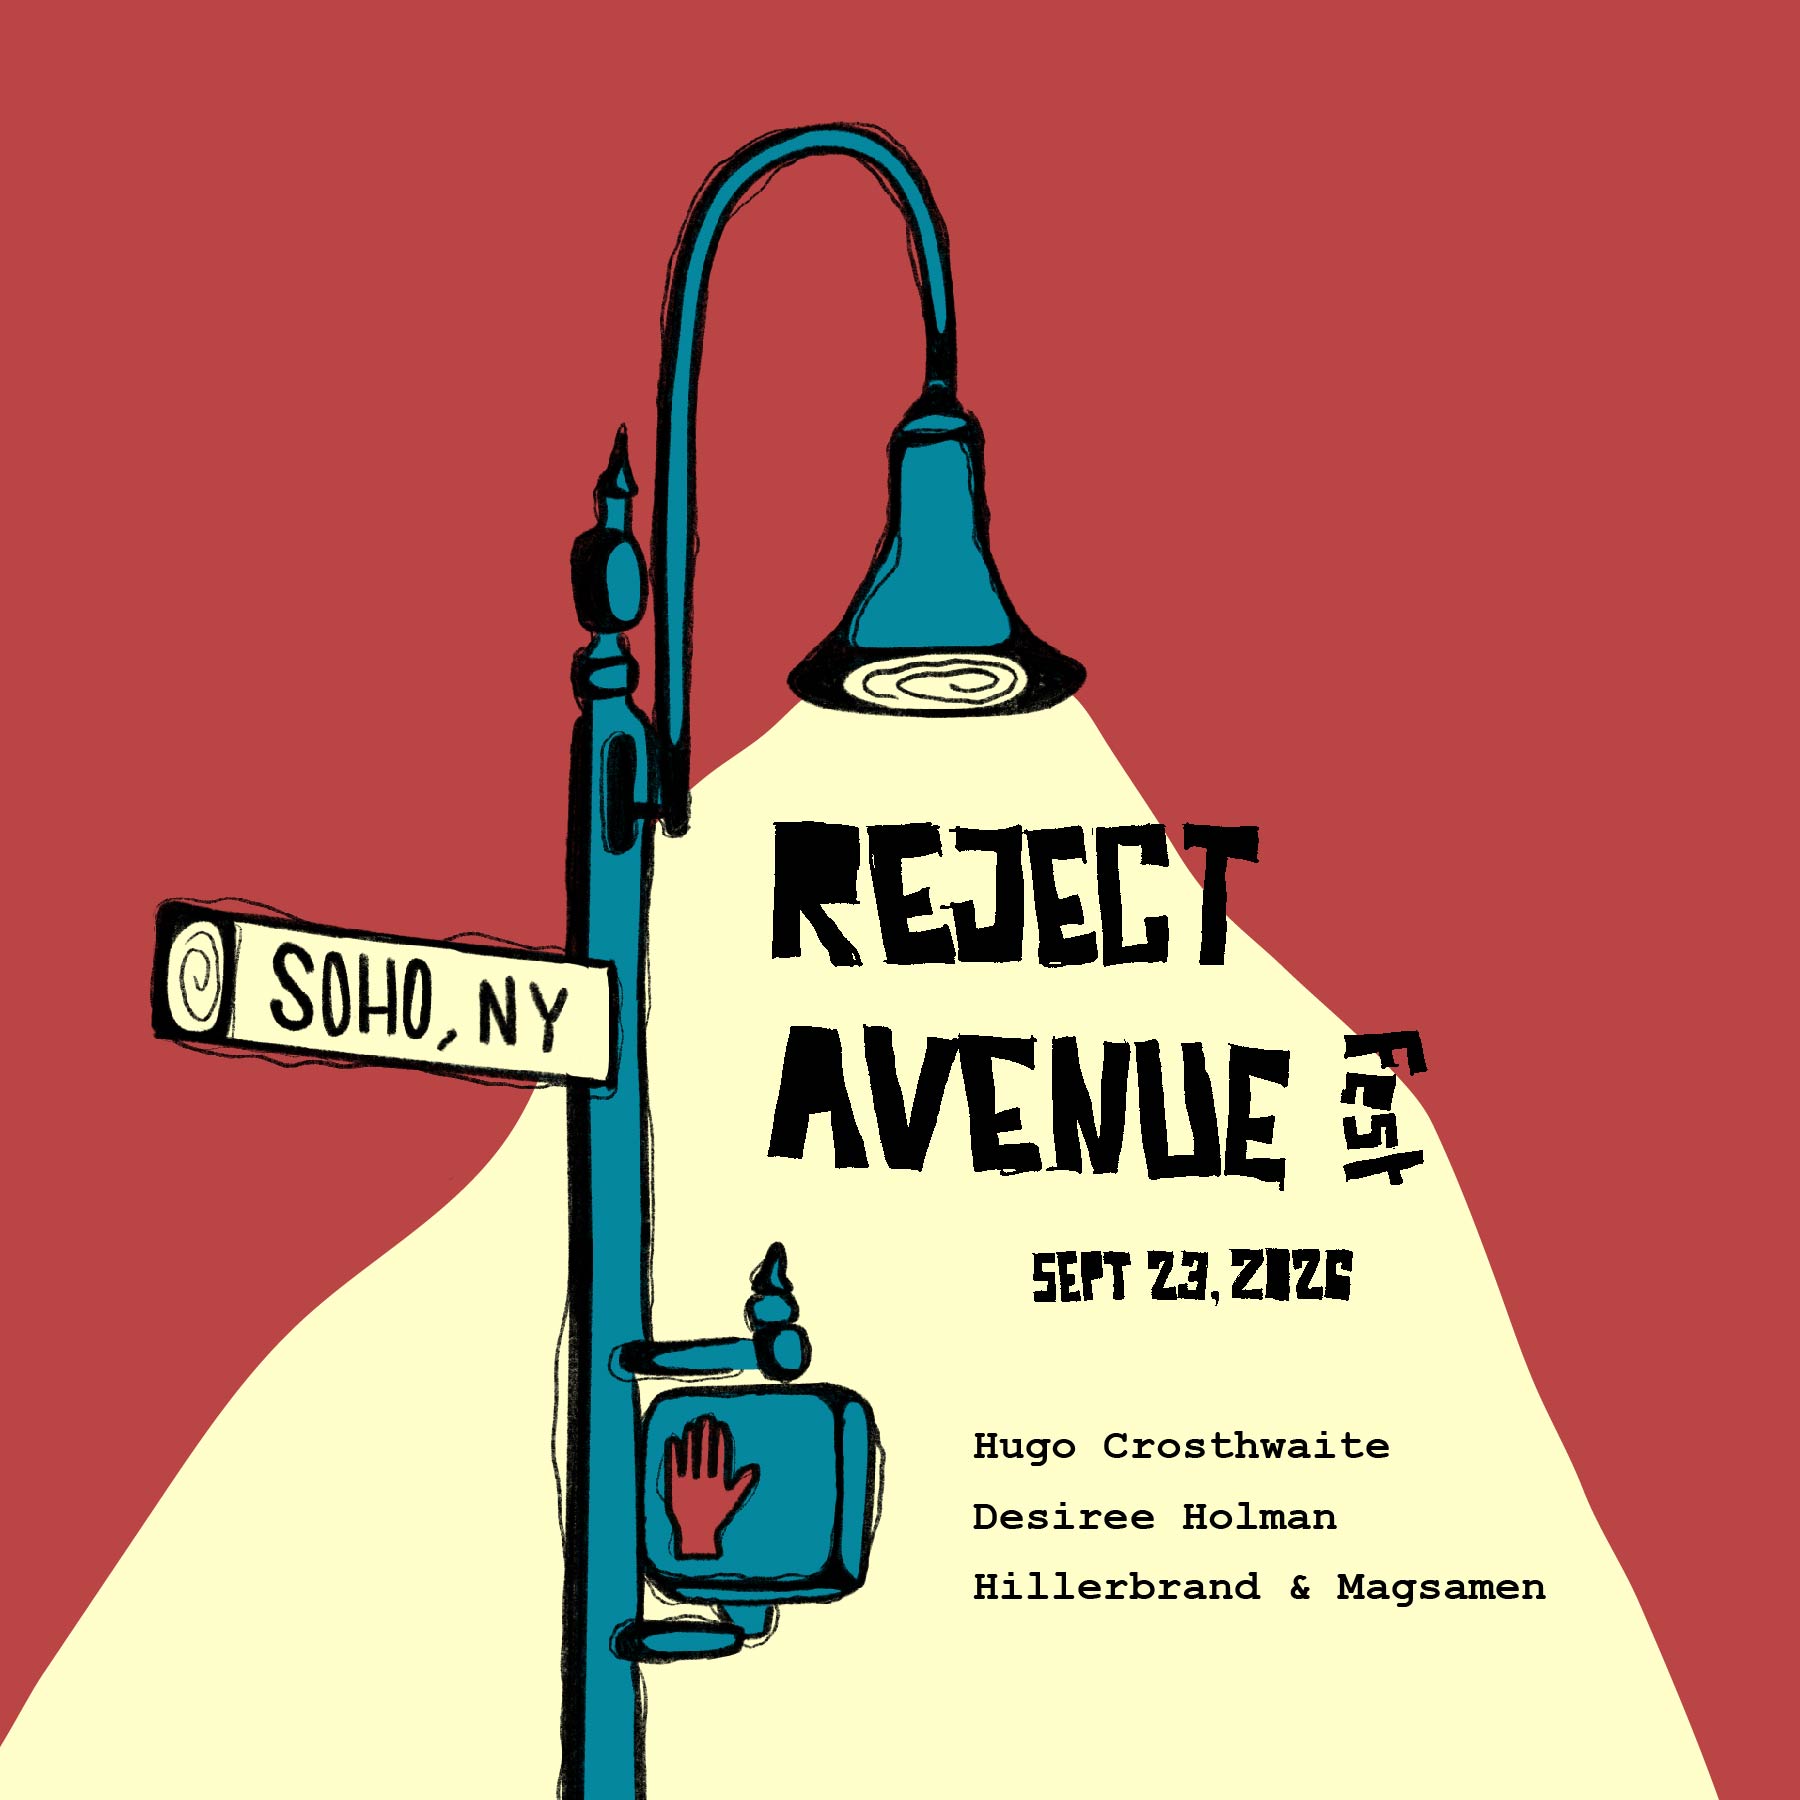 REJECT
AVENUE Fest
SOHO, NY
SEPT 23, 2026
Hugo Crosthwaite
Desiree Holman
Hillerbrand & Magsamen